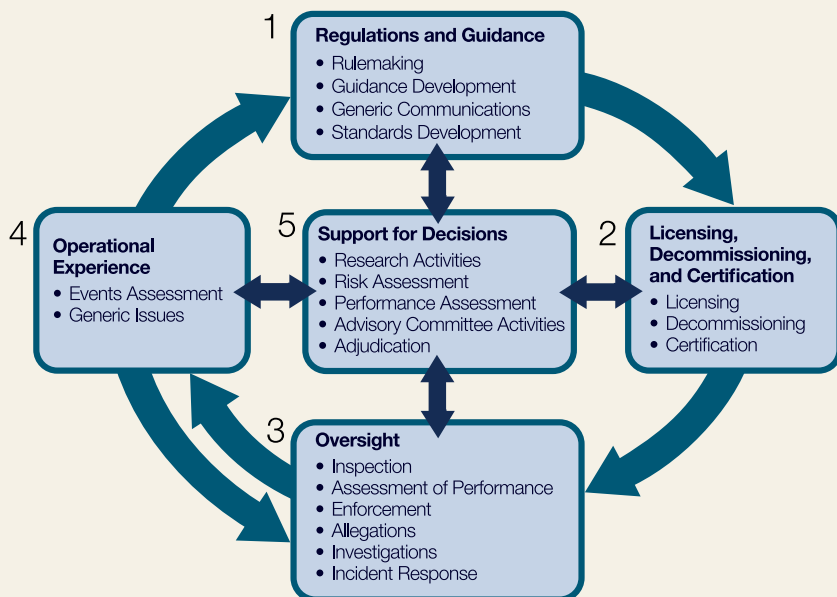 1
Regulations and Guidance
• Rulemaking
• Guidance Development
• Generic Communications
• Standards Development
4
Operational
Experience
• Events Assessment
• Generic Issues
5
Support for Decisions
• Research Activities
• Risk Assessment
• Performance Assessment
• Advisory Committee Activities
• Adjudication
2
Licensing,
Decommissioning,
and Certification
• Licensing
• Decommissioning
• Certification
3
Oversight
• Inspection
• Assessment of Performance
• Enforcement
• Allegations
• Investigations
• Incident Response